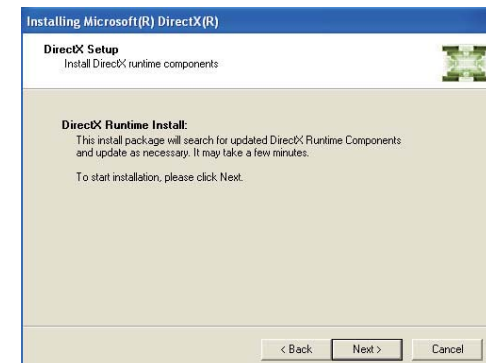 Installing Microsoft(R) DirectX(R)
DirectX Setup
Install DirectX runtime components
DirectX Runtime Install:
This install package will search for updated DirectX Runtime Components
and update as necessary. It may take a few minutes.
To start installation, please click Next.
< Back Next > Cancel